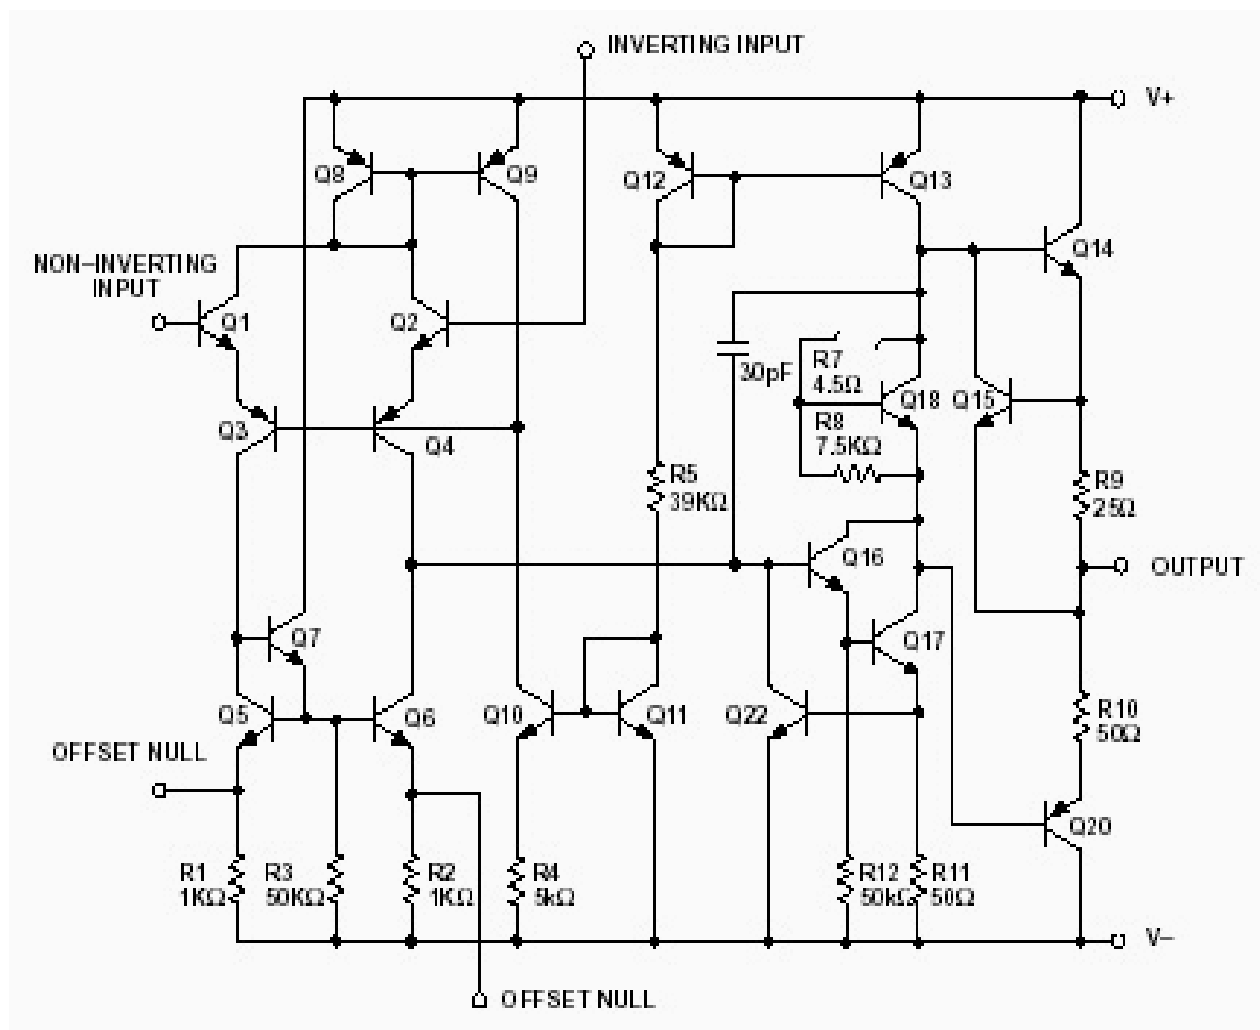 INVERTING INPUT
V+
Q8
Q9
Q12
Q13
Q14
NON–INVERTING
INPUT
Q1
Q2
30pF
R7
4.5Ω
Q18
Q15
Q3
Q4
R8
7.5KΩ
R5
39KΩ
R9
25Ω
Q16
OUTPUT
Q7
Q17
Q5
Q6
Q10
Q11
Q22
R10
50Ω
OFFSET NULL
Q20
R1
1KΩ
R3
50KΩ
R2
1KΩ
R4
5kΩ
R12
50kΩ
R11
50Ω
V–
OFFSET NULL